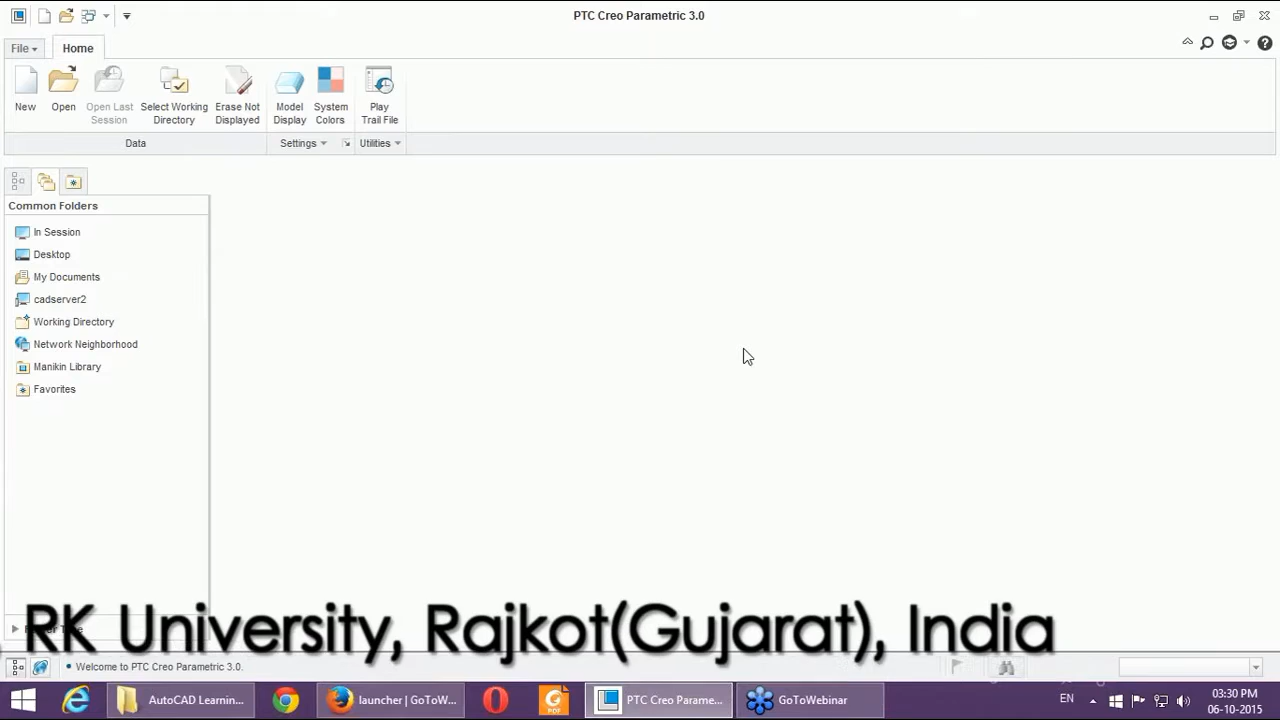 PTC Creo Parametric 3.0
File
Home
New
Open
Open Last Session
Select Working Directory
Erase Not Displayed
Model Display
System Colors
Play Trail File
Data
Settings
Utilities
Common Folders
In Session
Desktop
My Documents
cadserver2
Working Directory
Network Neighborhood
Manikin Library
Favorites
RK University, Rajkot(Gujarat), India
• Welcome to PTC Creo Parametric 3.0.
AutoCAD Learnin...
launcher | GoToW...
PDF
PTC Creo Parame...
GoToWebinar
EN
03:30 PM
06-10-2015